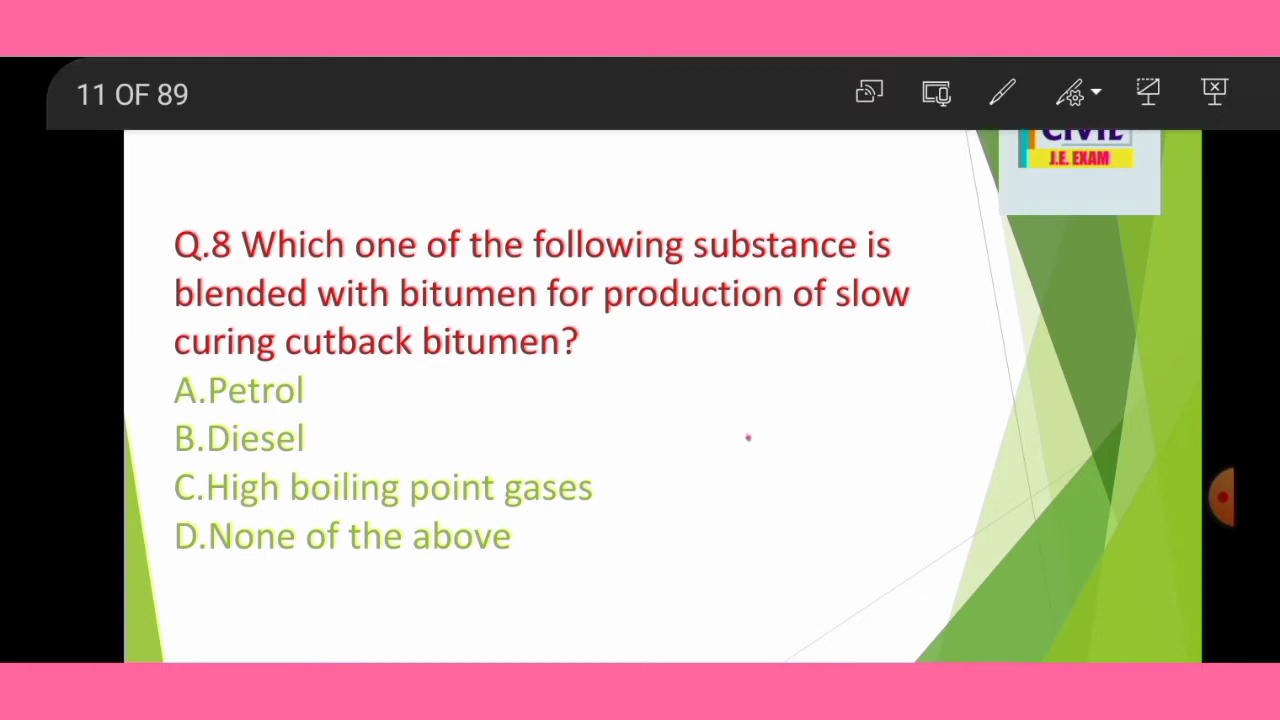 11 OF 89
CIVIL
J.E. EXAM
Q.8 Which one of the following substance is
blended with bitumen for production of slow
curing cutback bitumen?
A.Petrol
B.Diesel
C.High boiling point gases
D.None of the above